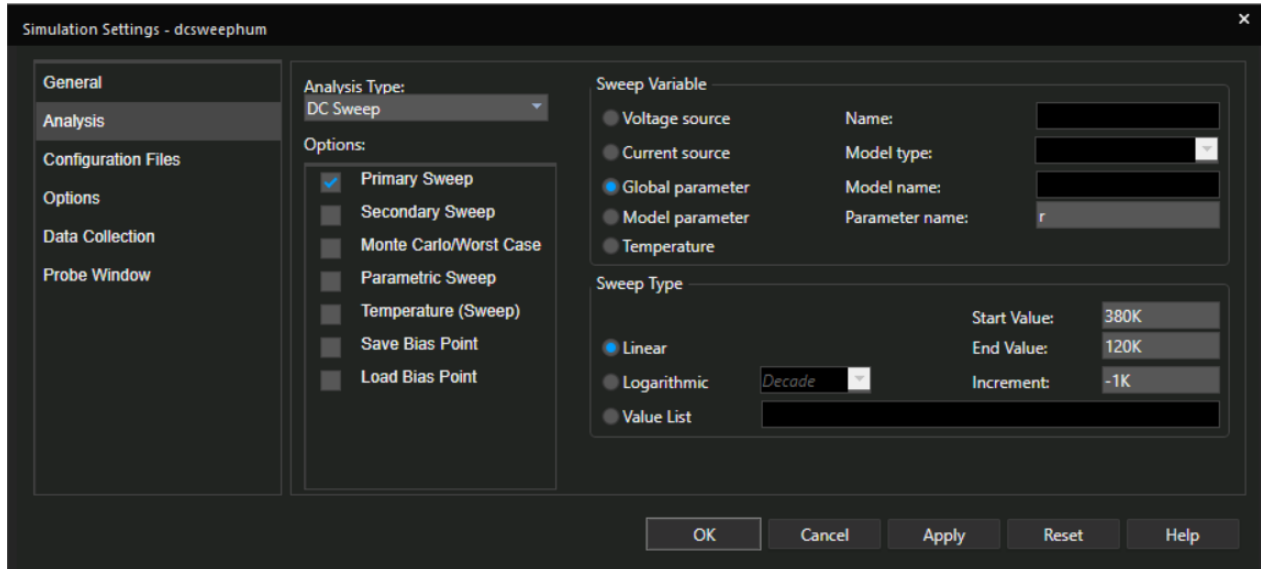 Simulation Settings - dcsweephum
×
General
Analysis
Configuration Files
Options
Data Collection
Probe Window
Analysis Type:
DC Sweep
Options:
Primary Sweep
Secondary Sweep
Monte Carlo/Worst Case
Parametric Sweep
Temperature (Sweep)
Save Bias Point
Load Bias Point
Sweep Variable
Voltage source Name:
Current source Model type:
Global parameter Model name:
Model parameter Parameter name: r
Temperature
Sweep Type
Start Value: 380K
Linear End Value: 120K
Logarithmic Decade Increment: -1K
Value List
OK Cancel Apply Reset Help